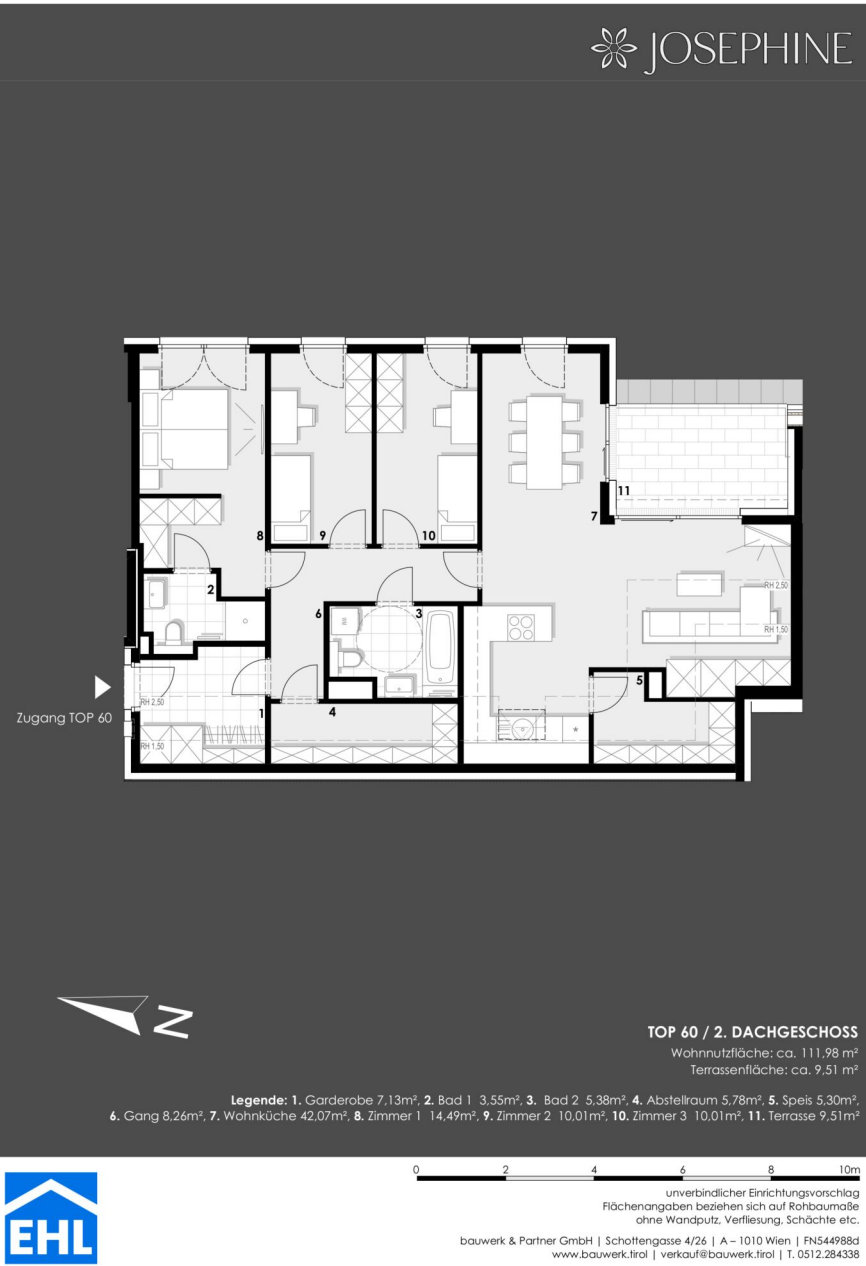 JOSEPHINE
11
7
9
10
8
RH 2,50
2
6
3
WM
RH 1,50
5
RH 2,50
Zugang TOP 60
1
4
RH 1,50
N
TOP 60 / 2. DACHGESCHOSS
Wohnnutzfläche: ca. 111,98 m²
Terrassenfläche: ca. 9,51 m²
Legende: 1. Garderobe 7,13m², 2. Bad 1 3,55m², 3. Bad 2 5,38m², 4. Abstellraum 5,78m², 5. Speis 5,30m²,
6. Gang 8,26m², 7. Wohnküche 42,07m², 8. Zimmer 1 14,49m², 9. Zimmer 2 10,01m², 10. Zimmer 3 10,01m², 11. Terrasse 9,51m²
0 2 4 6 8 10m
EHL
unverbindlicher Einrichtungsvorschlag
Flächenangaben beziehen sich auf Rohbaumaße
ohne Wandputz, Verfliesung, Schächte etc.
bauwerk & Partner GmbH | Schottengasse 4/26 | A – 1010 Wien | FN544988d
www.bauwerk.tirol | verkauf@bauwerk.tirol | T. 0512.284338